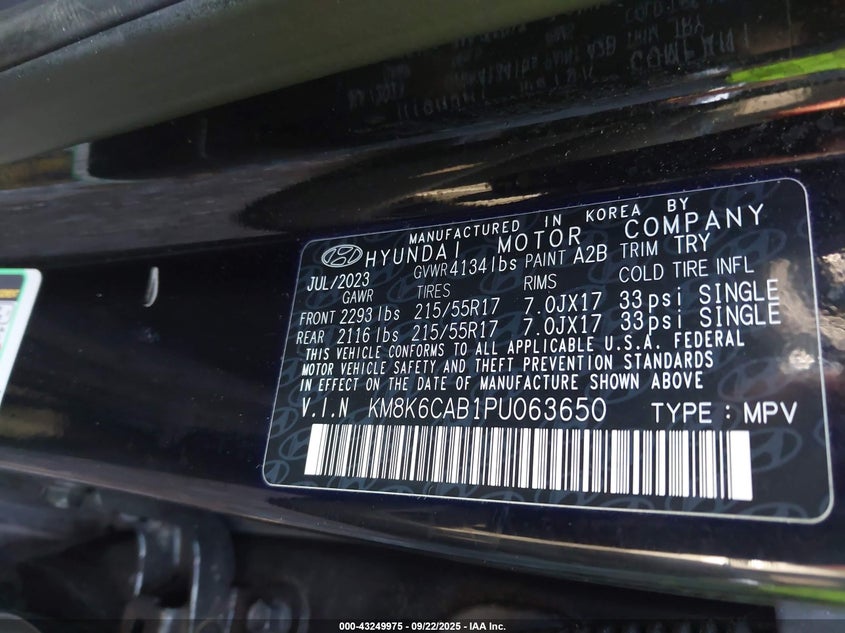 MANUFACTURED IN KOREA BY
HYUNDAI MOTOR COMPANY
JUL/2023 GVWR 4134 lbs PAINT A2B TRIM TRY
GAWR TIRES RIMS COLD TIRE INFL
FRONT 2293 lbs 215/55R17 7.0JX17 33 psi SINGLE
REAR 2116 lbs 215/55R17 7.0JX17 33 psi SINGLE
THIS VEHICLE CONFORMS TO ALL APPLICABLE U.S.A. FEDERAL
MOTOR VEHICLE SAFETY AND THEFT PREVENTION STANDARDS
IN EFFECT ON THE DATE OF MANUFACTURE SHOWN ABOVE
V.I.N KM8K6CAB1PU063650 TYPE : MPV
000-43249975 - 09/22/2025 - IAA Inc.